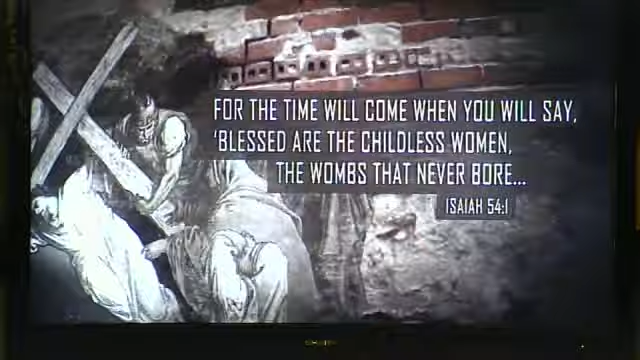 FOR THE TIME WILL COME WHEN YOU WILL SAY,
'BLESSED ARE THE CHILDLESS WOMEN,
THE WOMBS THAT NEVER BORE...
ISAIAH 54:1